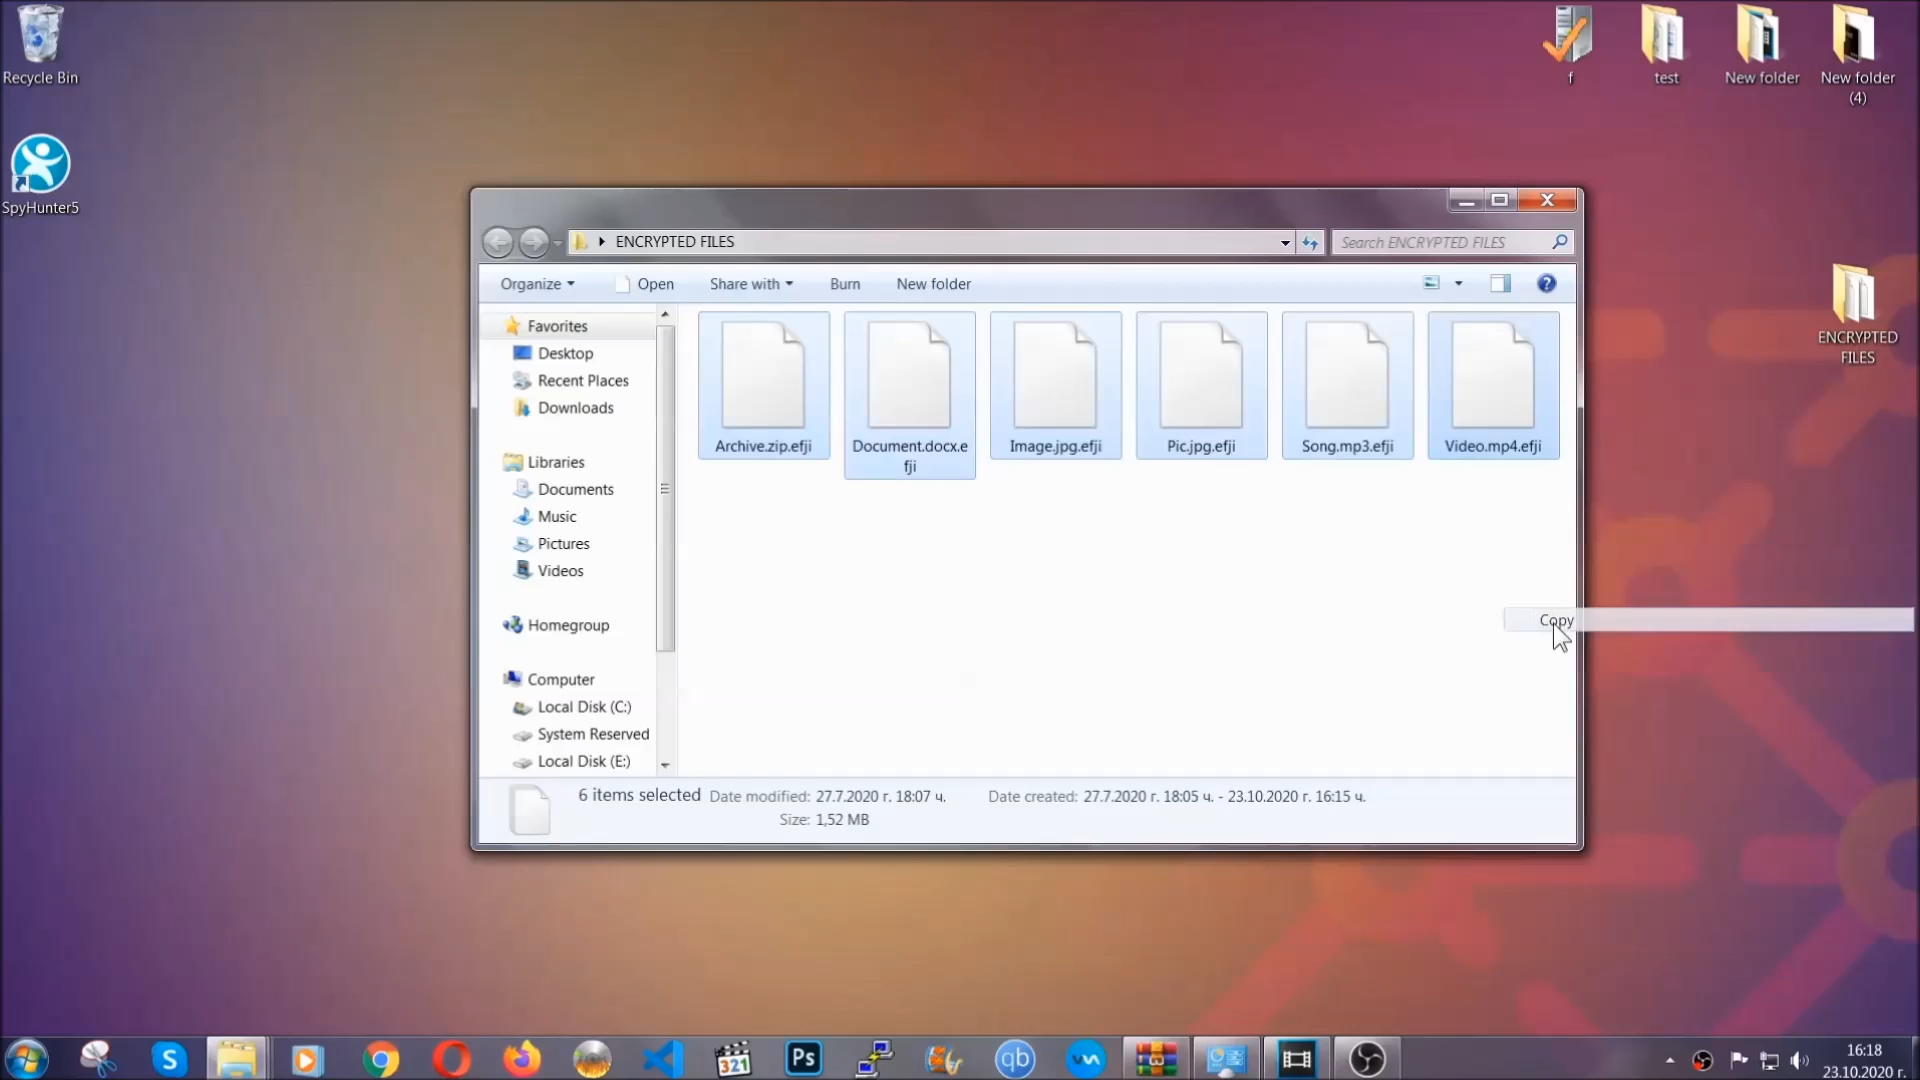 Recycle Bin
SpyHunter5
f
test
New folder
New folder
(4)
ENCRYPTED
FILES
ENCRYPTED FILES
Search ENCRYPTED FILES
Organize
Open
Share with
Burn
New folder
Favorites
Desktop
Recent Places
Downloads
Libraries
Documents
Music
Pictures
Videos
Homegroup
Computer
Local Disk (C:)
System Reserved
Local Disk (E:)
Archive.zip.efji
Document.docx.e
fji
Image.jpg.efji
Pic.jpg.efji
Song.mp3.efji
Video.mp4.efji
Copy
6 items selected
Date modified: 27.7.2020 г. 18:07 ч.
Date created: 27.7.2020 г. 18:05 ч. - 23.10.2020 г. 16:15 ч.
Size: 1,52 MB
S
321
Ps
qb
16:18
23.10.2020 г.